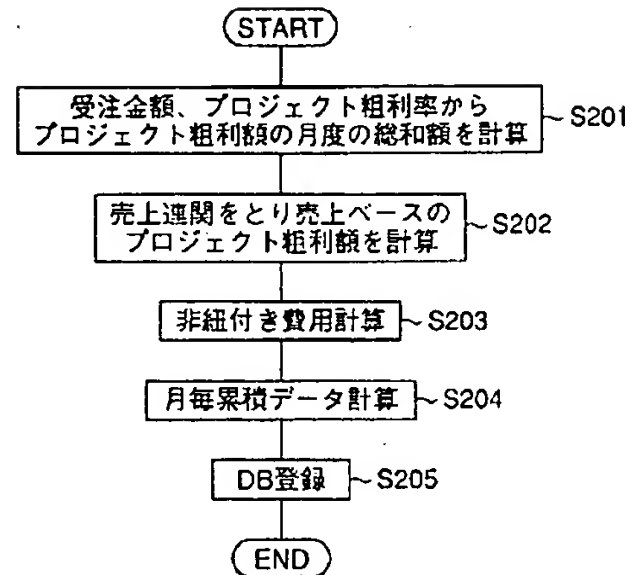 START
受注金額、プロジェクト粗利率から
プロジェクト粗利額の月度の総和額を計算
S201
売上連関をとり売上ベースの
プロジェクト粗利額を計算
S202
非紐付き費用計算
S203
月毎累積データ計算
S204
DB登録
S205
END